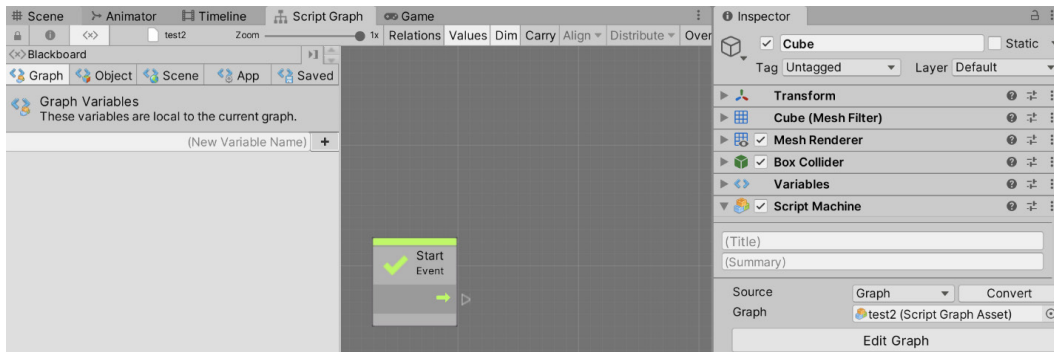 Scene Animator Timeline Script Graph Game
<×> test2 Zoom 1x Relations Values Dim Carry Align Distribute Over
<×> Blackboard
Graph Object Scene App Saved
Graph Variables
These variables are local to the current graph.
(New Variable Name) +
Start
Event
Inspector
Cube Static
Tag Untagged Layer Default
Transform
Cube (Mesh Filter)
Mesh Renderer
Box Collider
Variables
Script Machine
(Title)
(Summary)
Source Graph Convert
Graph test2 (Script Graph Asset)
Edit Graph